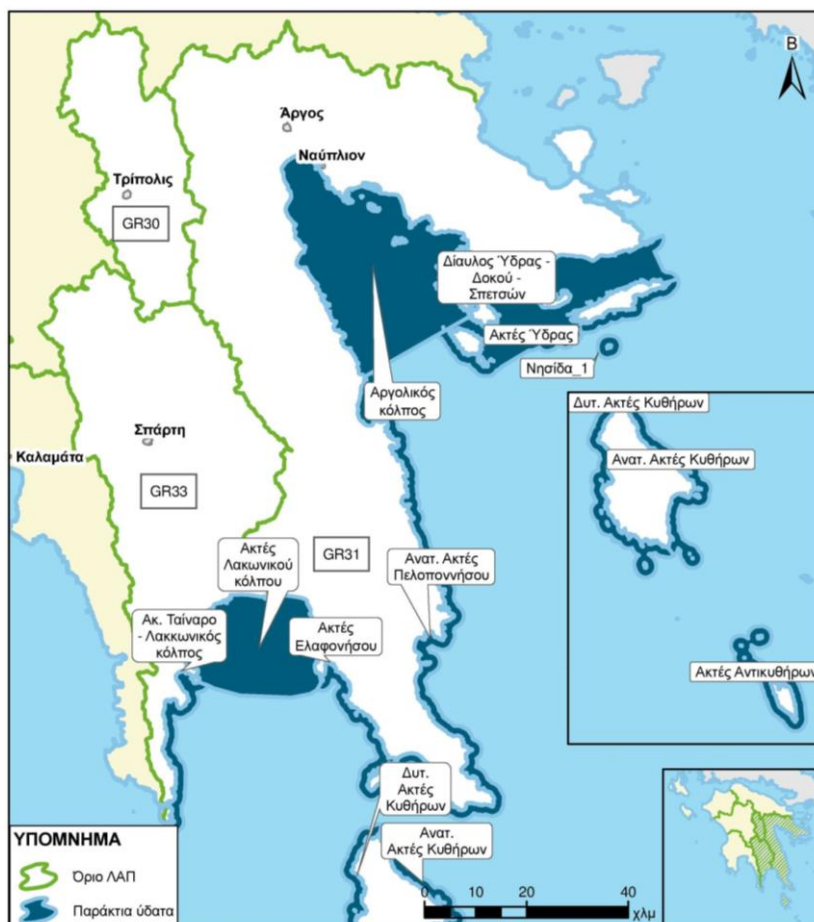 Β
Άργος
Ναύπλιον
Τρίπολις
GR30
Δίαυλος Ύδρας -
Δοκού -
Σπετσών
Ακτές Ύδρας
Νησίδα_1
Αργολικός
κόλπος
Δυτ. Ακτές Κυθήρων
Ανατ. Ακτές Κυθήρων
Σπάρτη
Καλαμάτα
GR33
Ακτές
Λακωνικού
κόλπου
GR31
Ανατ. Ακτές
Πελοποννήσου
Ακ. Ταίναρο
- Λακκωνικός
κόλπος
Ακτές
Ελαφονήσου
Ακτές Αντικυθήρων
Δυτ.
Ακτές
Κυθήρων
Ανατ.
Ακτές Κυθήρων
ΥΠΟΜΝΗΜΑ
Όριο ΛΑΠ
Παράκτια ύδατα
0 10 20 40
χλμ